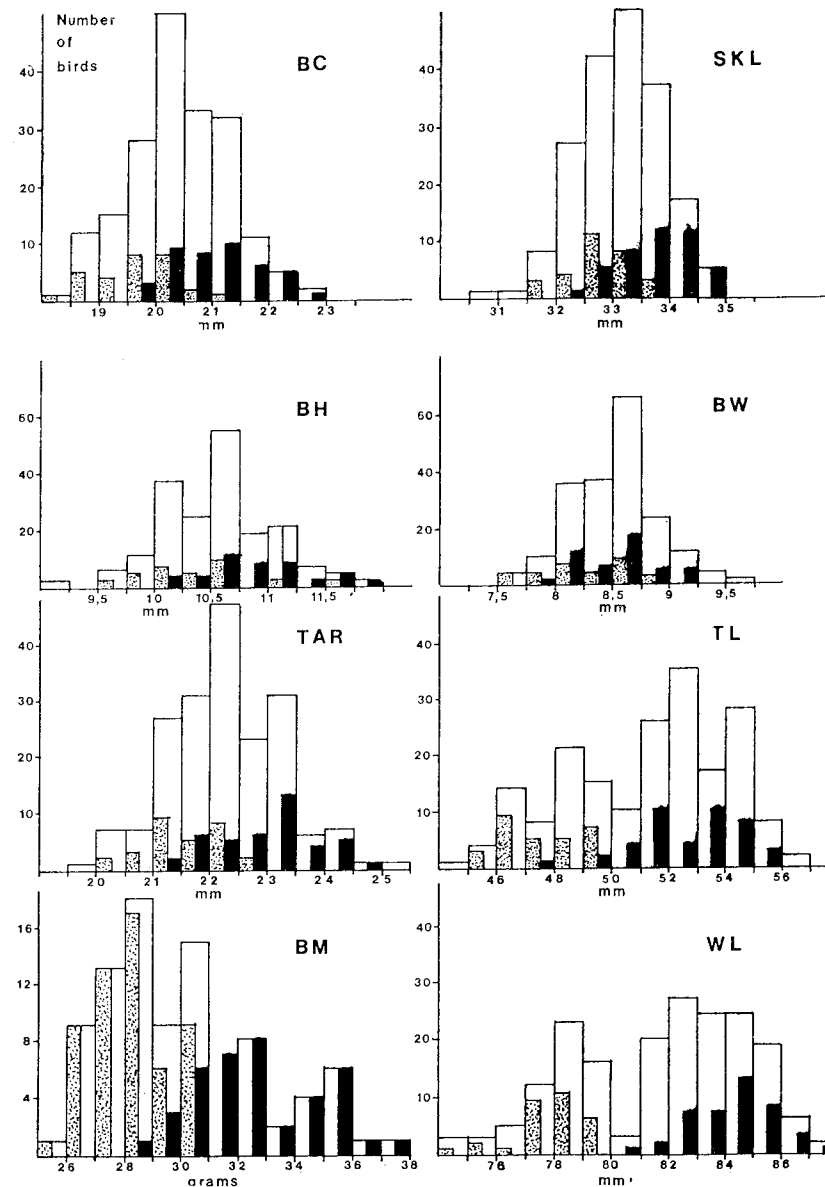 Number
of
birds
BC
50
40
30
20
10
19 20 21 22 23
mm
SKL
50
40
30
20
10
31 32 33 34 35
mm
BH
60
40
20
9,5 10 10,5 11 11,5
mm
BW
60
40
20
7,5 8 8,5 9 9,5
mm
TAR
40
30
20
10
20 21 22 23 24 25
mm
TL
40
30
20
10
46 48 50 52 54 56
mm
BM
16
12
8
4
26 28 30 32 34 36 38
grams
WL
40
30
20
10
76 78 80 82 84 86
mm